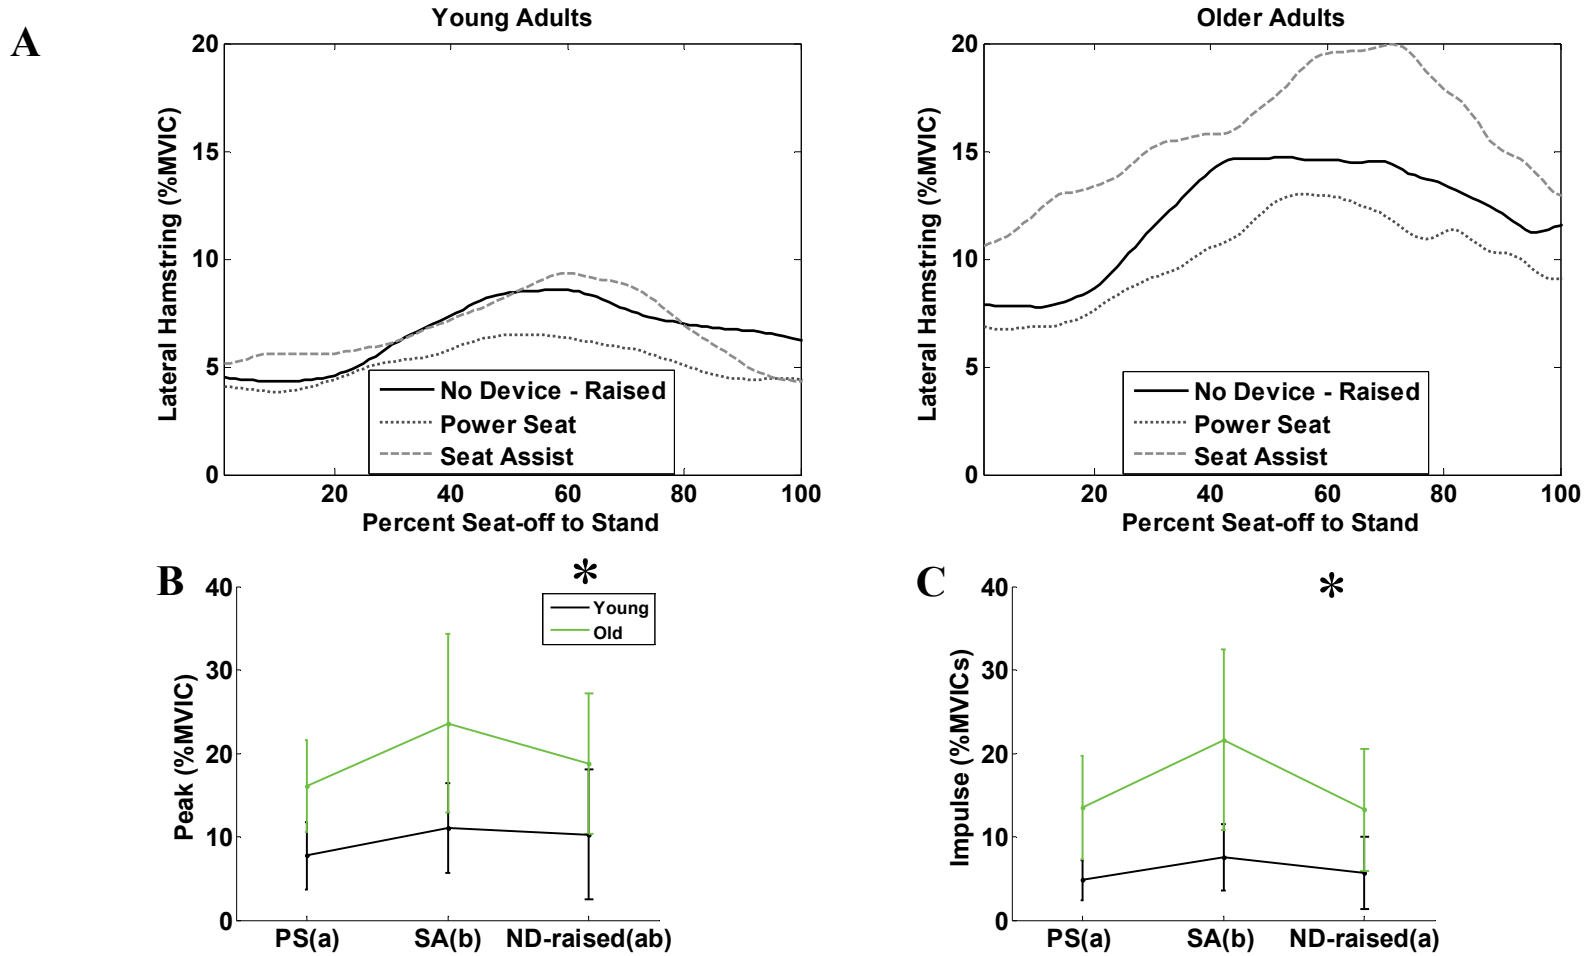 A
Young Adults
Lateral Hamstring (%MVIC)
20
15
10
5
0
No Device - Raised
Power Seat
Seat Assist
20 40 60 80 100
Percent Seat-off to Stand
Older Adults
Lateral Hamstring (%MVIC)
20
15
10
5
0
No Device - Raised
Power Seat
Seat Assist
20 40 60 80 100
Percent Seat-off to Stand
B
*
Peak (%MVIC)
40
30
20
10
0
Young
Old
PS(a) SA(b) ND-raised(ab)
C
*
Impulse (%MVICs)
40
30
20
10
0
PS(a) SA(b) ND-raised(a)